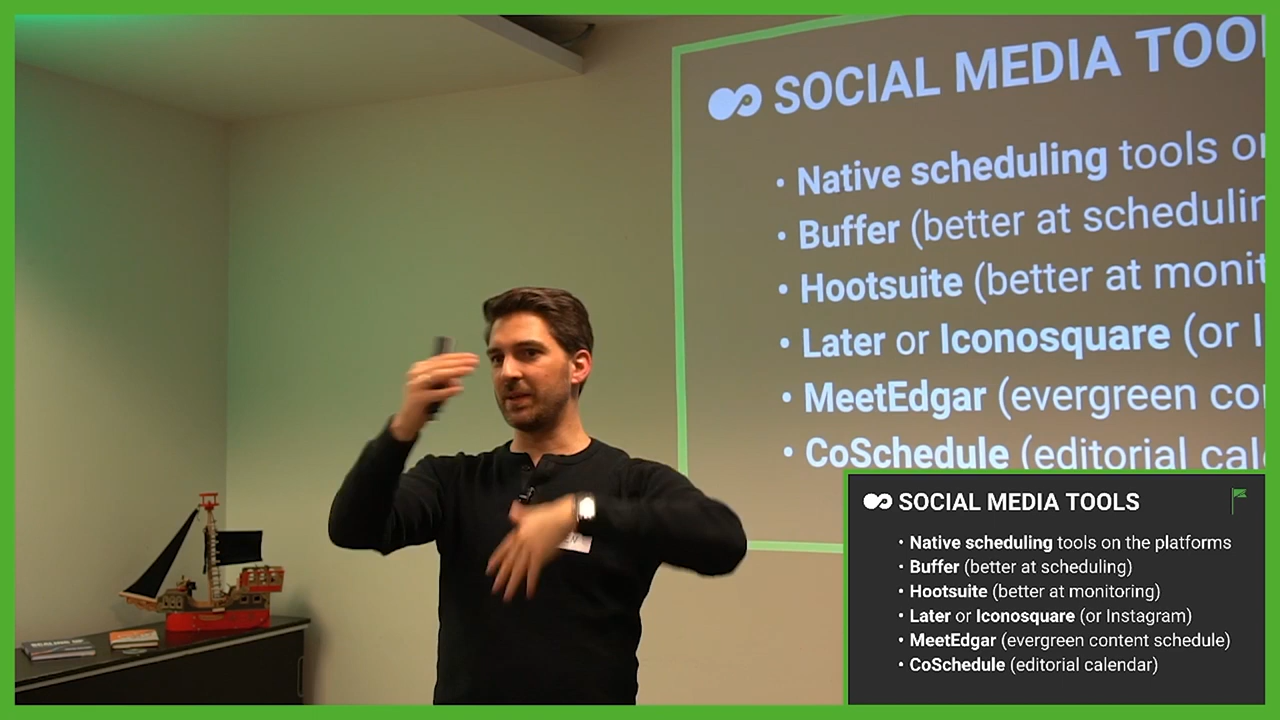 SOCIAL MEDIA TOO
• Native scheduling tools o
• Buffer (better at schedulin
• Hootsuite (better at monit
• Later or Iconosquare (or I
• MeetEdgar (evergreen co
• CoSchedule (editorial cal
SOCIAL MEDIA TOOLS
• Native scheduling tools on the platforms
• Buffer (better at scheduling)
• Hootsuite (better at monitoring)
• Later or Iconosquare (or Instagram)
• MeetEdgar (evergreen content schedule)
• CoSchedule (editorial calendar)